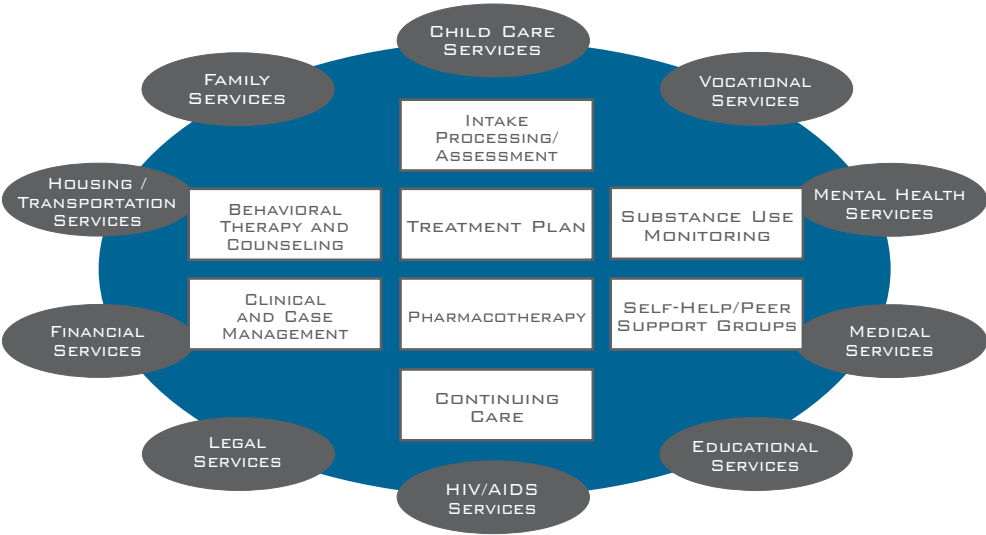 Child Care
Services
Family
Services
Vocational
Services
Intake
Processing/
Assessment
Housing /
Transportation
Services
Behavioral
Therapy and
Counseling
Treatment Plan
Substance Use
Monitoring
Mental Health
Services
Financial
Services
Clinical
and Case
Management
Pharmacotherapy
Self-Help/Peer
Support Groups
Medical
Services
Continuing
Care
Legal
Services
Educational
Services
HIV/AIDS
Services